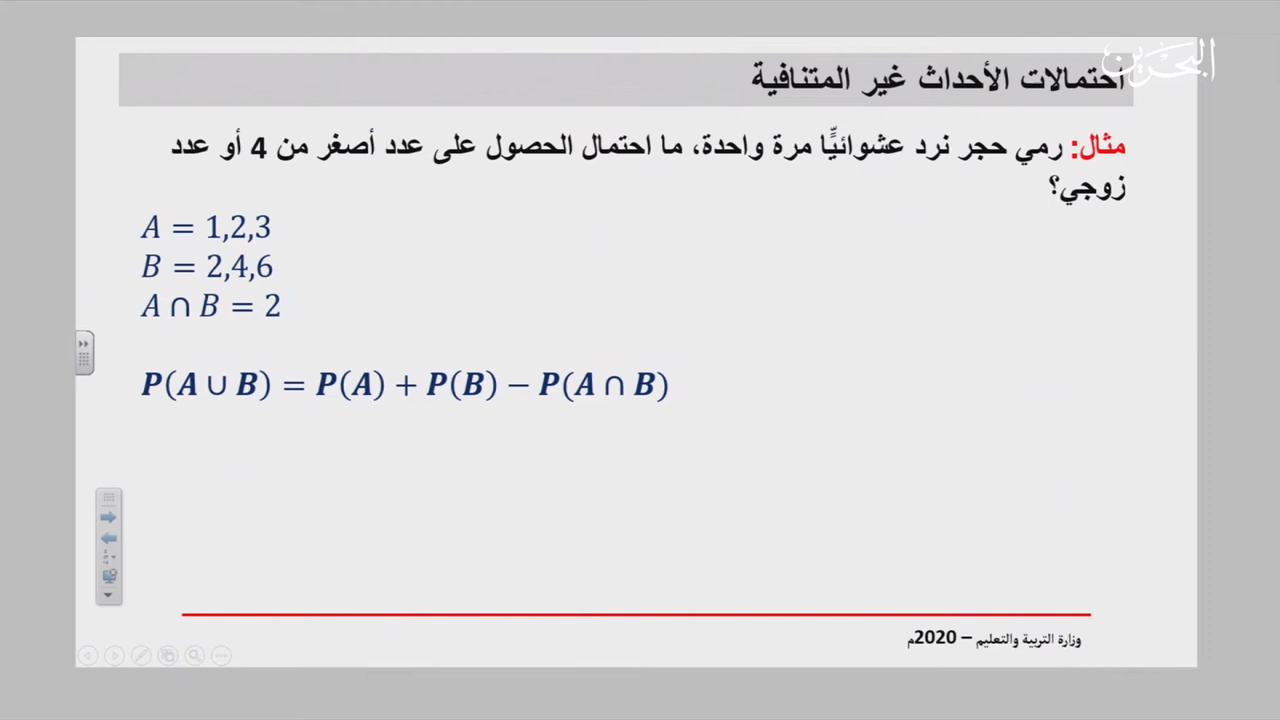 البحرين
احتمالات الأحداث غير المتنافية
مثال: رمي حجر نرد عشوائيًّا مرة واحدة، ما احتمال الحصول على عدد أصغر من 4 أو عدد
زوجي؟
A = 1,2,3
B = 2,4,6
A ∩ B = 2
P(A ∪ B) = P(A) + P(B) − P(A ∩ B)
وزارة التربية والتعليم – 2020م